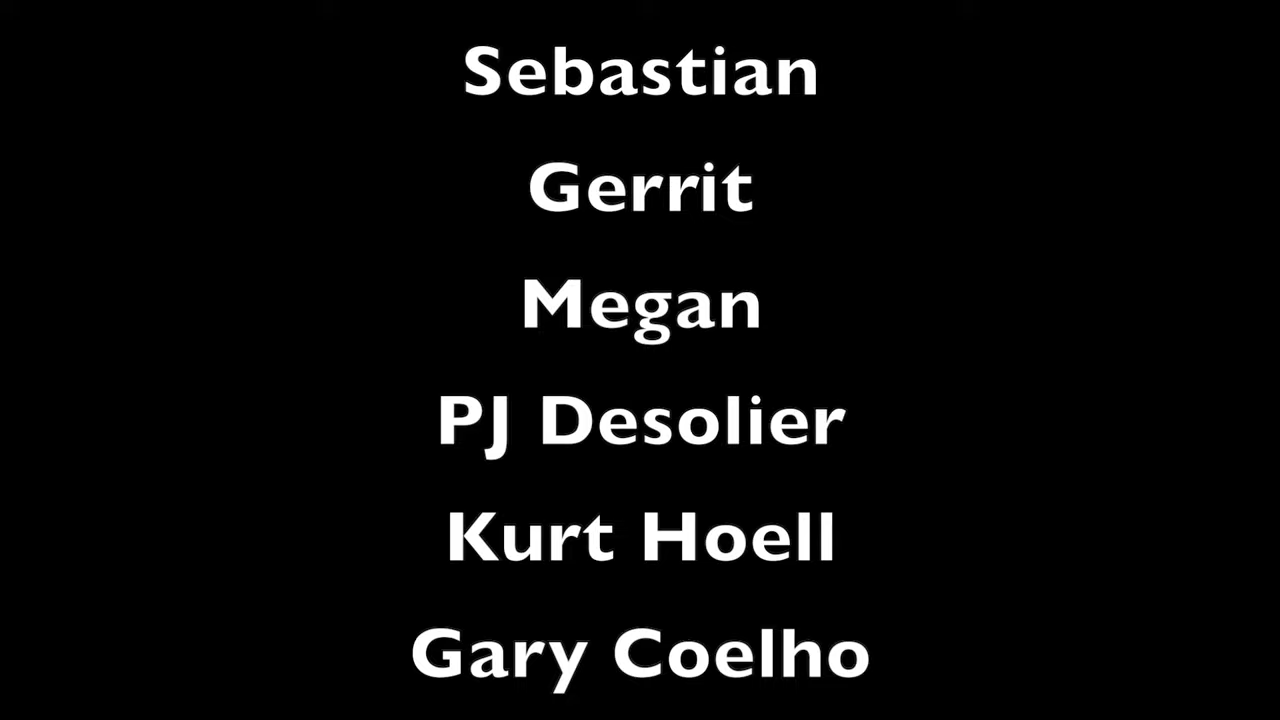 Sebastian
Gerrit
Megan
PJ Desolier
Kurt Hoell
Gary Coelho